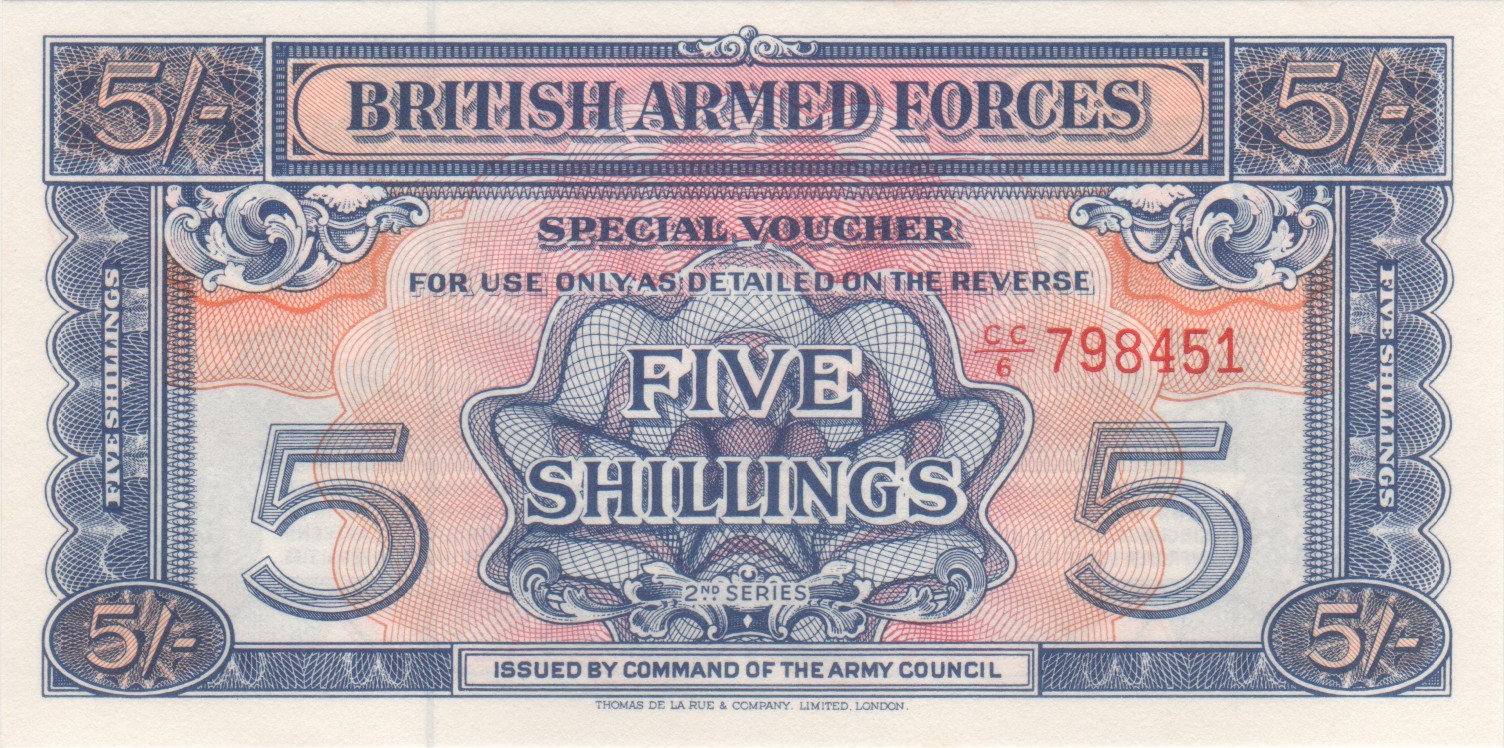 5/- BRITISH ARMED FORCES 5/-
SPECIAL VOUCHER
FOR USE ONLY AS DETAILED ON THE REVERSE
CC/6 798451
FIVE
SHILLINGS
5 5
FIVE SHILLINGS
FIVE SHILLINGS
2ND SERIES
5/- 5/-
ISSUED BY COMMAND OF THE ARMY COUNCIL
THOMAS DE LA RUE & COMPANY, LIMITED, LONDON.